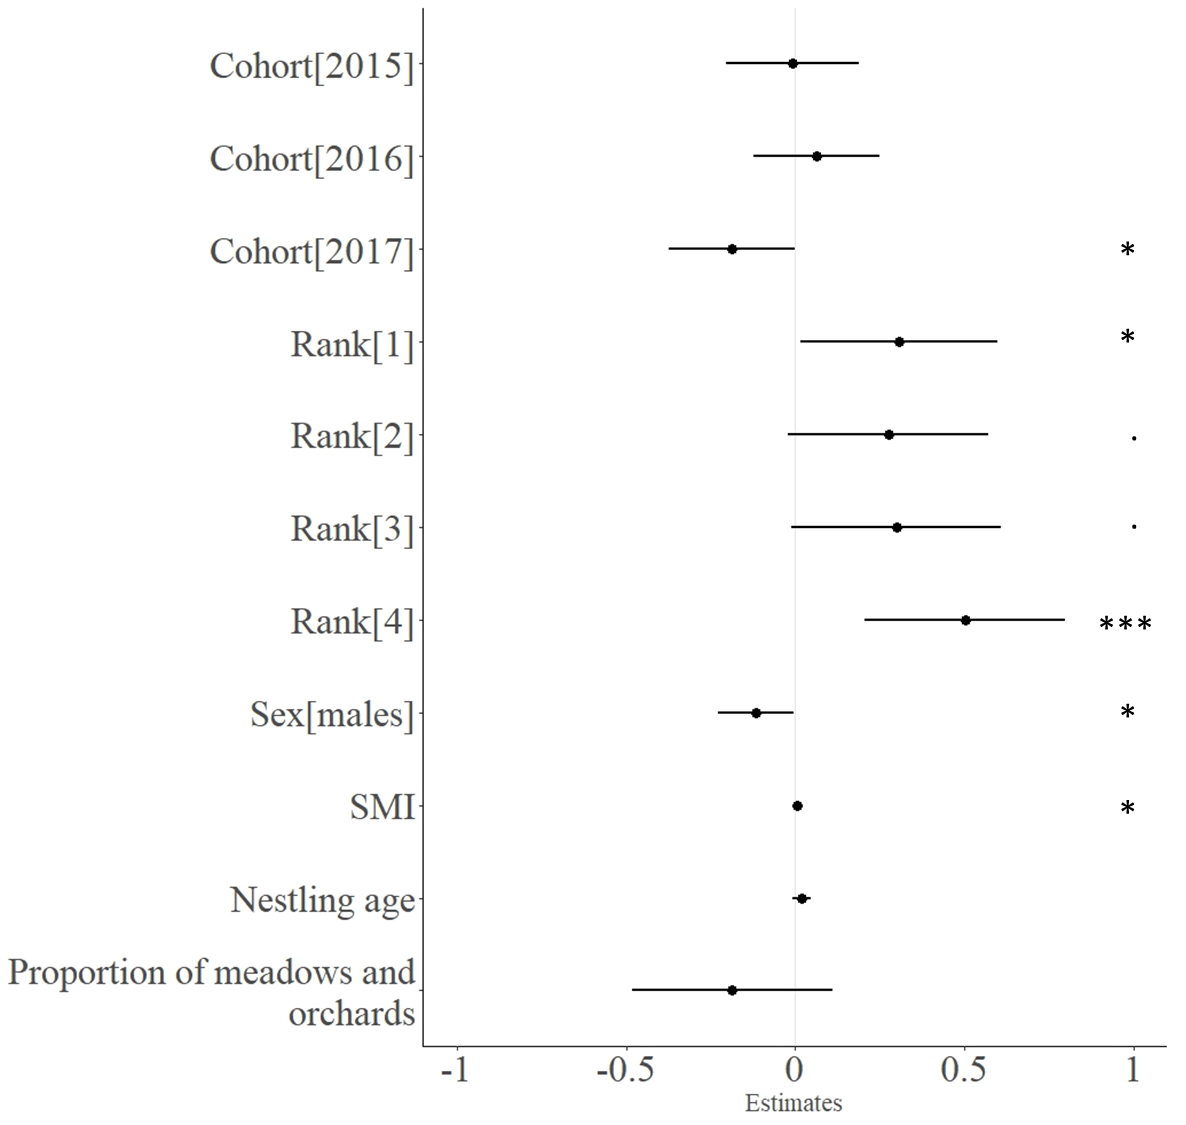 Cohort[2015]
Cohort[2016]
Cohort[2017] *
Rank[1] *
Rank[2] .
Rank[3] .
Rank[4] ***
Sex[males] *
SMI *
Nestling age
Proportion of meadows and
orchards
-1 -0.5 0 0.5 1
Estimates